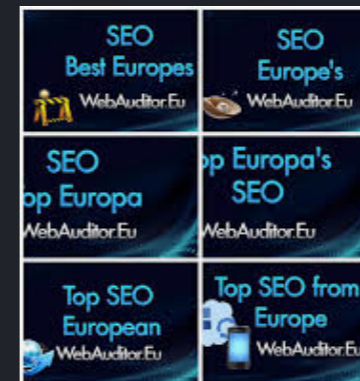 SEO
Best Europes
WebAuditor.Eu
SEO
Europe's
WebAuditor.Eu
SEO
op Europa
WebAuditor.Eu
op Europa's
SEO
WebAuditor.Eu
Top SEO
European
WebAuditor.Eu
Top SEO from
Europe
WebAuditor.Eu